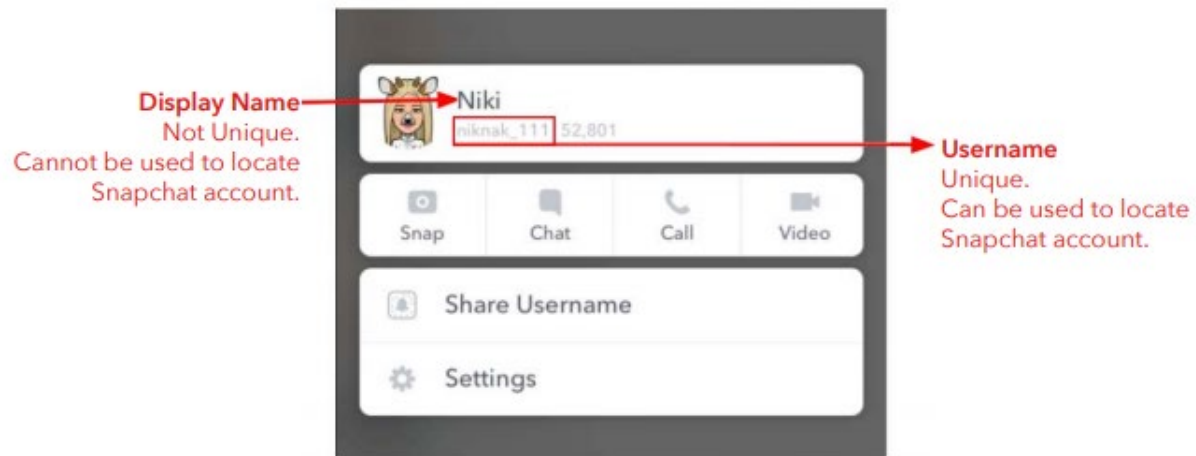 Display Name
Not Unique.
Cannot be used to locate
Snapchat account.
Niki
niknak_111 52,801
Username
Unique.
Can be used to locate
Snapchat account.
Snap Chat Call Video
Share Username
Settings